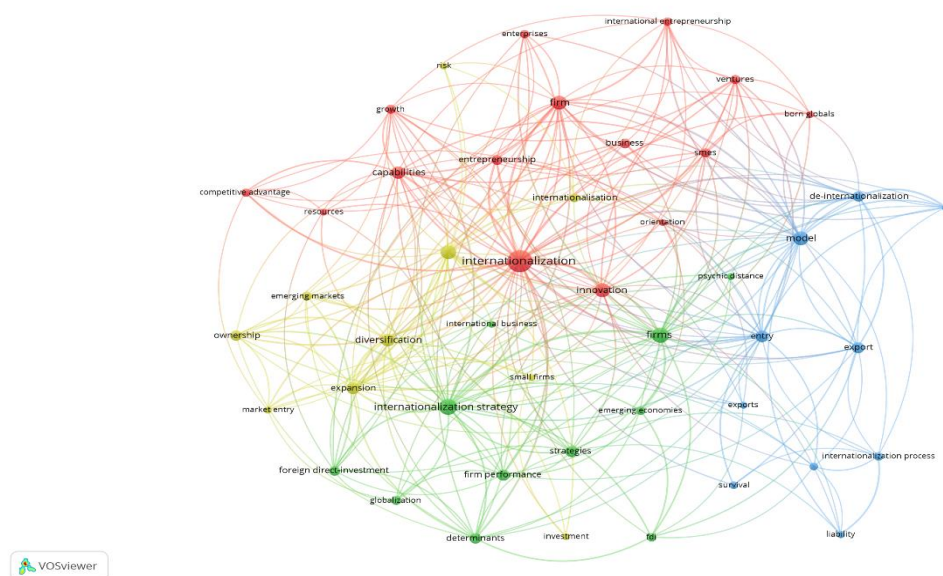 international entrepreneurship
enterprises
risk
ventures
firm
growth
born globals
business
smes
entrepreneurship
capabilities
competitive advantage
internationalisation
de-internationalization
resources
orientation
model
internationalization
psychic distance
innovation
emerging markets
international business
ownership
diversification
firms
entry
export
small firms
expansion
internationalization strategy
exports
market entry
emerging economies
strategies
internationalization process
foreign direct-investment
firm performance
survival
globalization
liability
determinants
investment
fdi
VOSviewer